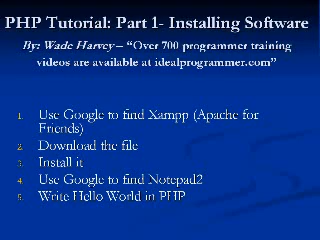 PHP Tutorial: Part 1- Installing Software
By: Wade Harvey – “Over 700 programmer training
videos are available at idealprogrammer.com”
1. Use Google to find Xampp (Apache for
Friends)
2. Download the file
3. Install it
4. Use Google to find Notepad2
5. Write Hello World in PHP